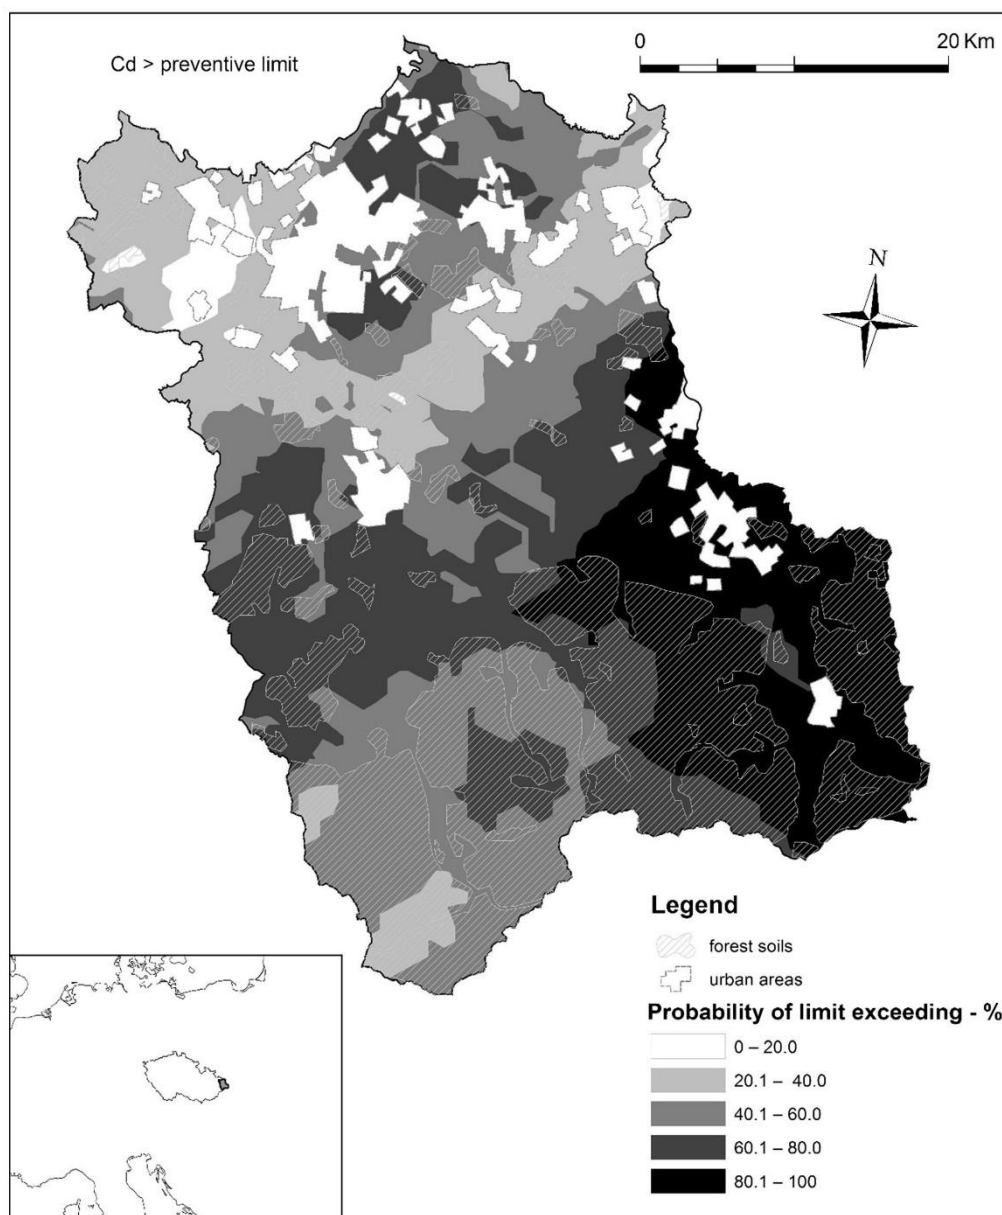 Cd > preventive limit
0 20 Km
N
Legend
forest soils
urban areas
Probability of limit exceeding - %
0 – 20.0
20.1 – 40.0
40.1 – 60.0
60.1 – 80.0
80.1 – 100